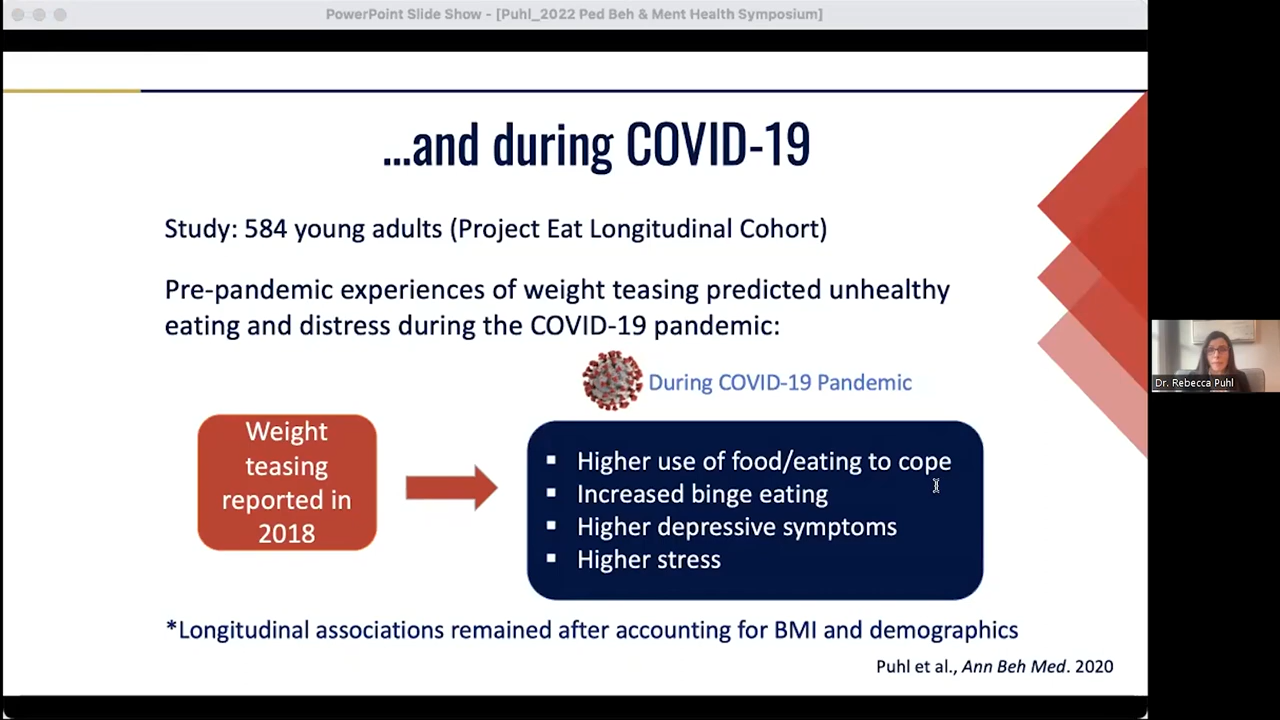 PowerPoint Slide Show - [Puhl_2022 Ped Beh & Ment Health Symposium]
...and during COVID-19
Study: 584 young adults (Project Eat Longitudinal Cohort)
Pre-pandemic experiences of weight teasing predicted unhealthy
eating and distress during the COVID-19 pandemic:
During COVID-19 Pandemic
Weight
teasing
reported in
2018
▪ Higher use of food/eating to cope
▪ Increased binge eating
▪ Higher depressive symptoms
▪ Higher stress
*Longitudinal associations remained after accounting for BMI and demographics
Puhl et al., Ann Beh Med. 2020
Dr. Rebecca Puhl